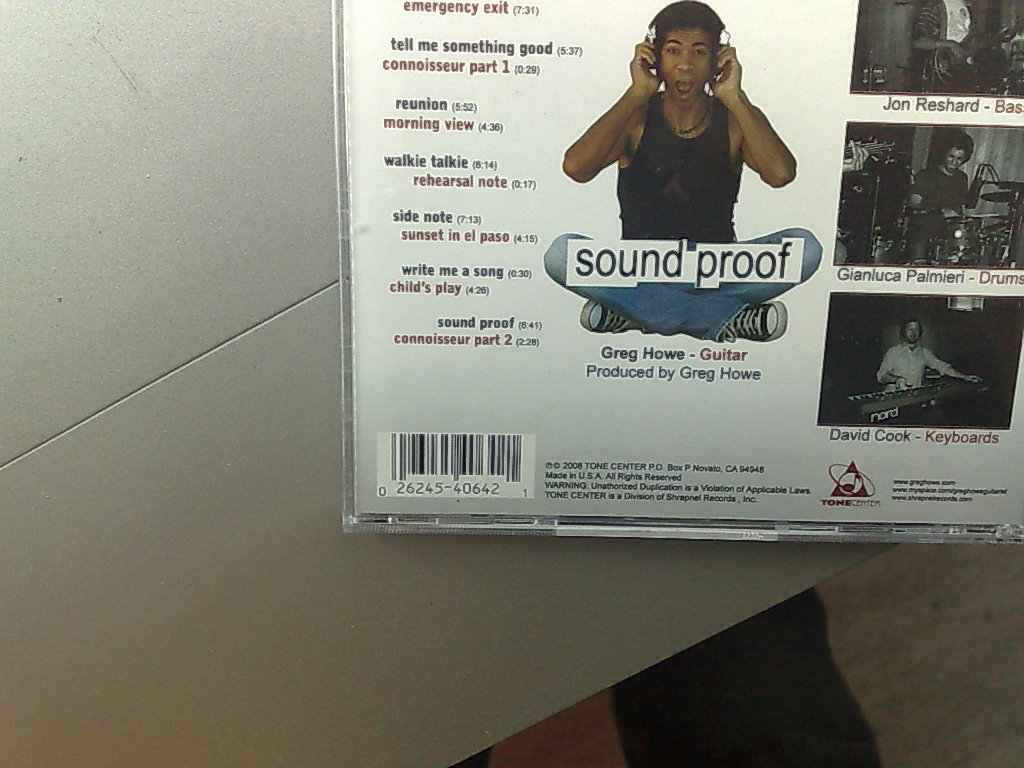 emergency exit (7:31)
tell me something good (5:37)
connoisseur part 1 (0:29)
reunion (5:52)
morning view (4:36)
walkie talkie (6:14)
rehearsal note (0:17)
side note (7:13)
sunset in el paso (4:15)
write me a song (0:30)
child's play (4:26)
sound proof (6:41)
connoisseur part 2 (2:28)
sound proof
Greg Howe - Guitar
Produced by Greg Howe
Jon Reshard - Bas
Gianluca Palmieri - Drums
nord
David Cook - Keyboards
0 26245-40642 1
℗© 2008 TONE CENTER P.O. Box P Novato, CA 94948
Made in U.S.A. All Rights Reserved
WARNING: Unathorized Duplication is a Violation of Applicable Laws.
TONE CENTER is a Division of Shrapnel Records , Inc.
TONECENTER
www.greghowe.com
www.myspace.com/greghoweguitarist
www.shrapnelrecords.com